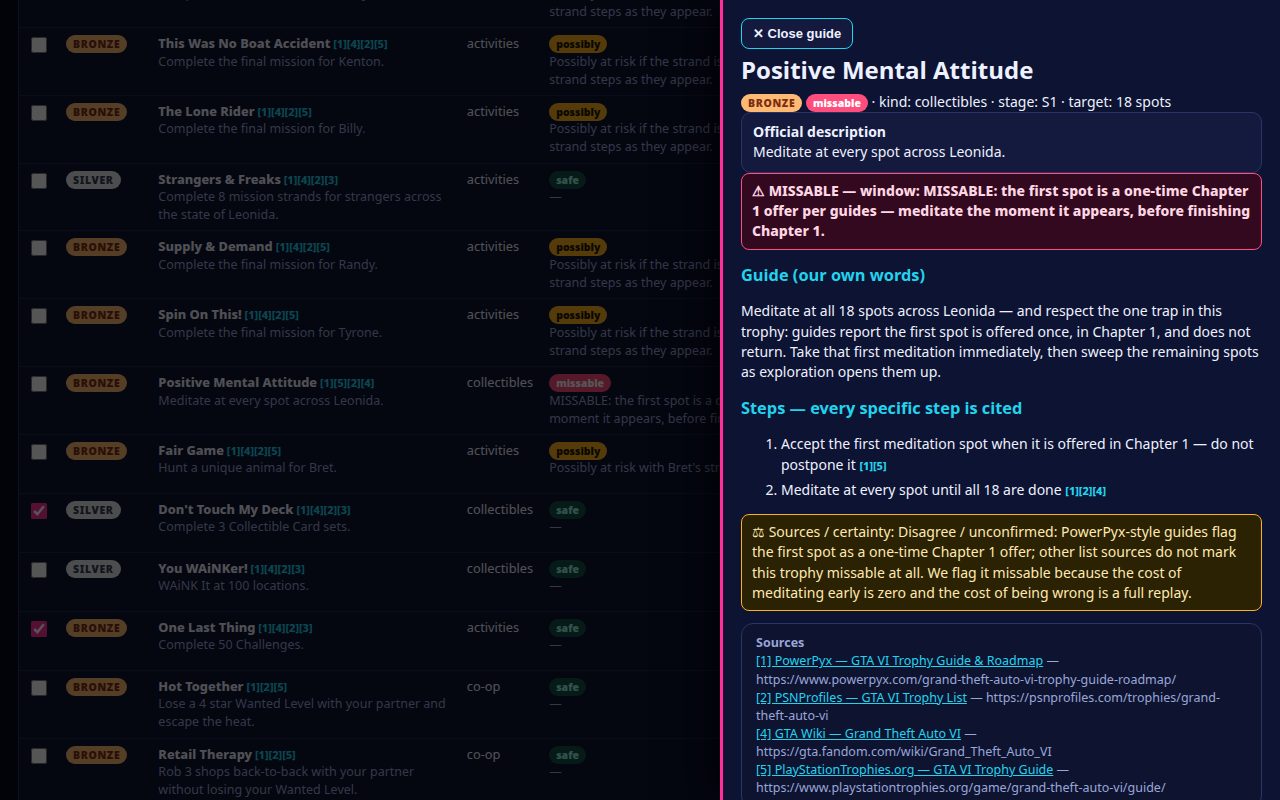 strand steps as they appear.
BRONZE This Was No Boat Accident [1][4][2][5] activities possibly
Complete the final mission for Kenton. Possibly at risk if the strand is
strand steps as they appear.
BRONZE The Lone Rider [1][4][2][5] activities possibly
Complete the final mission for Billy. Possibly at risk if the strand is
strand steps as they appear.
SILVER Strangers & Freaks [1][4][2][3] activities safe
Complete 8 mission strands for strangers across —
the state of Leonida.
BRONZE Supply & Demand [1][4][2][5] activities possibly
Complete the final mission for Randy. Possibly at risk if the strand is
strand steps as they appear.
BRONZE Spin On This! [1][4][2][5] activities possibly
Complete the final mission for Tyrone. Possibly at risk if the strand is
strand steps as they appear.
BRONZE Positive Mental Attitude [1][5][2][4] collectibles missable
Meditate at every spot across Leonida. MISSABLE: the first spot is a
moment it appears, before
BRONZE Fair Game [1][4][2][5] activities possibly
Hunt a unique animal for Bret. Possibly at risk with Bret's
SILVER Don't Touch My Deck [1][4][2][3] collectibles safe
Complete 3 Collectible Card sets. —
SILVER You WAiNKer! [1][4][2][3] collectibles safe
WAiNK It at 100 locations. —
BRONZE One Last Thing [1][4][2][3] activities safe
Complete 50 Challenges. —
BRONZE Hot Together [1][2][5] co-op safe
Lose a 4 star Wanted Level with your partner and —
escape the heat.
BRONZE Retail Therapy [1][2][5] co-op safe
Rob 3 shops back-to-back with your partner —
without losing your Wanted Level.
✕ Close guide
Positive Mental Attitude
BRONZE missable · kind: collectibles · stage: S1 · target: 18 spots
Official description
Meditate at every spot across Leonida.
⚠ MISSABLE — window: MISSABLE: the first spot is a one-time Chapter
1 offer per guides — meditate the moment it appears, before finishing
Chapter 1.
Guide (our own words)
Meditate at all 18 spots across Leonida — and respect the one trap in this
trophy: guides report the first spot is offered once, in Chapter 1, and does not
return. Take that first meditation immediately, then sweep the remaining spots
as exploration opens them up.
Steps — every specific step is cited
1. Accept the first meditation spot when it is offered in Chapter 1 — do not
postpone it [1][5]
2. Meditate at every spot until all 18 are done [1][2][4]
⚖ Sources / certainty: Disagree / unconfirmed: PowerPyx-style guides flag
the first spot as a one-time Chapter 1 offer; other list sources do not mark
this trophy missable at all. We flag it missable because the cost of
meditating early is zero and the cost of being wrong is a full replay.
Sources
[1] PowerPyx — GTA VI Trophy Guide & Roadmap —
https://www.powerpyx.com/grand-theft-auto-vi-trophy-guide-roadmap/
[2] PSNProfiles — GTA VI Trophy List — https://psnprofiles.com/trophies/grand-
theft-auto-vi
[4] GTA Wiki — Grand Theft Auto VI —
https://gta.fandom.com/wiki/Grand_Theft_Auto_VI
[5] PlayStationTrophies.org — GTA VI Trophy Guide —
https://www.playstationtrophies.org/game/grand-theft-auto-vi/guide/